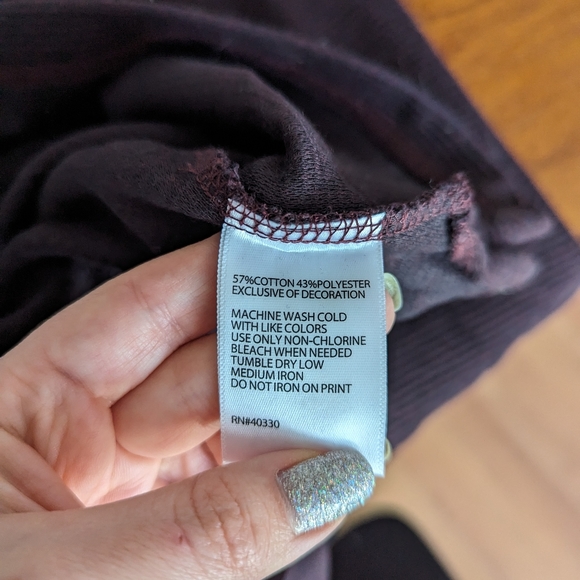 57%COTTON 43%POLYESTER
EXCLUSIVE OF DECORATION
MACHINE WASH COLD
WITH LIKE COLORS
USE ONLY NON-CHLORINE
BLEACH WHEN NEEDED
TUMBLE DRY LOW
MEDIUM IRON
DO NOT IRON ON PRINT
RN#40330